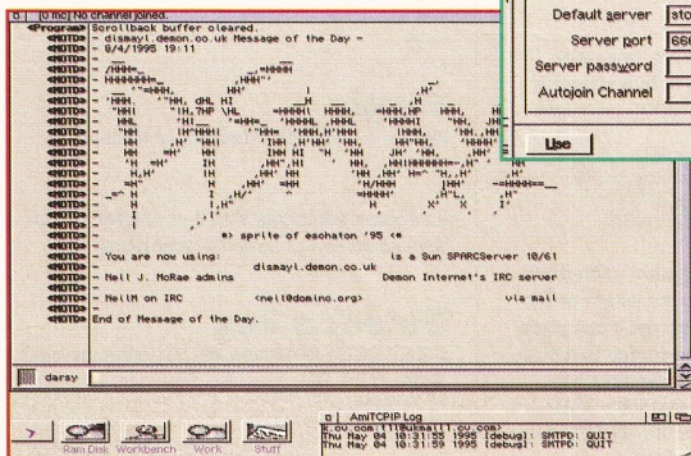 [0 mc] No channel joined.
<Program> Scrollback buffer cleared.
<MOTD> - dismayl.demon.co.uk Message of the Day -
<MOTD> - 8/4/1995 19:11
<MOTD> - *> sprite of eschaton '95 <*
<MOTD> - You are now using: is a Sun SPARCServer 10/61
<MOTD> - dismayl.demon.co.uk
<MOTD> - Neil J. McRae admins Demon Internet's IRC server
<MOTD> - NeilM on IRC <neil@domino.org> via mail
<MOTD> End of Message of the Day.
darsy
Default server sto
Server port 666
Server password
Autojoin Channel
Use
Ram Disk Workbench Work Stuff
AmiTCPIP Log
Thu May 04 10:31:55 1995 [debug]: SMTPD: QUIT
Thu May 04 10:31:59 1995 [debug]: SMTPD: QUIT